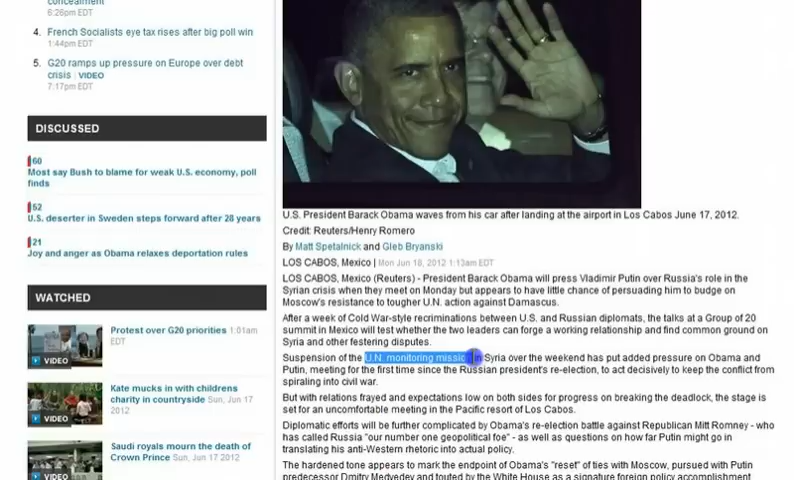 concealment
6:26pm EDT
4. French Socialists eye tax rises after big poll win
1:44pm EDT
5. G20 ramps up pressure on Europe over debt
crisis | VIDEO
7:17pm EDT
DISCUSSED
60
Most say Bush to blame for weak U.S. economy, poll
finds
52
U.S. deserter in Sweden steps forward after 28 years
21
Joy and anger as Obama relaxes deportation rules
WATCHED
Protest over G20 priorities 1:01am
EDT
VIDEO
Kate mucks in with childrens
charity in countryside Sun, Jun 17
2012
VIDEO
Saudi royals mourn the death of
Crown Prince Sun, Jun 17 2012
VIDEO
U.S. President Barack Obama waves from his car after landing at the airport in Los Cabos June 17, 2012.
Credit: Reuters/Henry Romero
By Matt Spetalnick and Gleb Bryanski
LOS CABOS, Mexico | Mon Jun 18, 2012 1:13am EDT
LOS CABOS, Mexico (Reuters) - President Barack Obama will press Vladimir Putin over Russia's role in the
Syrian crisis when they meet on Monday but appears to have little chance of persuading him to budge on
Moscow's resistance to tougher U.N. action against Damascus.
After a week of Cold War-style recriminations between U.S. and Russian diplomats, the talks at a Group of 20
summit in Mexico will test whether the two leaders can forge a working relationship and find common ground on
Syria and other festering disputes.
Suspension of the U.N. monitoring mission in Syria over the weekend has put added pressure on Obama and
Putin, meeting for the first time since the Russian president's re-election, to act decisively to keep the conflict from
spiraling into civil war.
But with relations frayed and expectations low on both sides for progress on breaking the deadlock, the stage is
set for an uncomfortable meeting in the Pacific resort of Los Cabos.
Diplomatic efforts will be further complicated by Obama's re-election battle against Republican Mitt Romney - who
has called Russia "our number one geopolitical foe" - as well as questions on how far Putin might go in
translating his anti-Western rhetoric into actual policy.
The hardened tone appears to mark the endpoint of Obama's "reset" of ties with Moscow, pursued with Putin
predecessor Dmitry Medvedev and touted by the White House as a signature foreign policy accomplishment